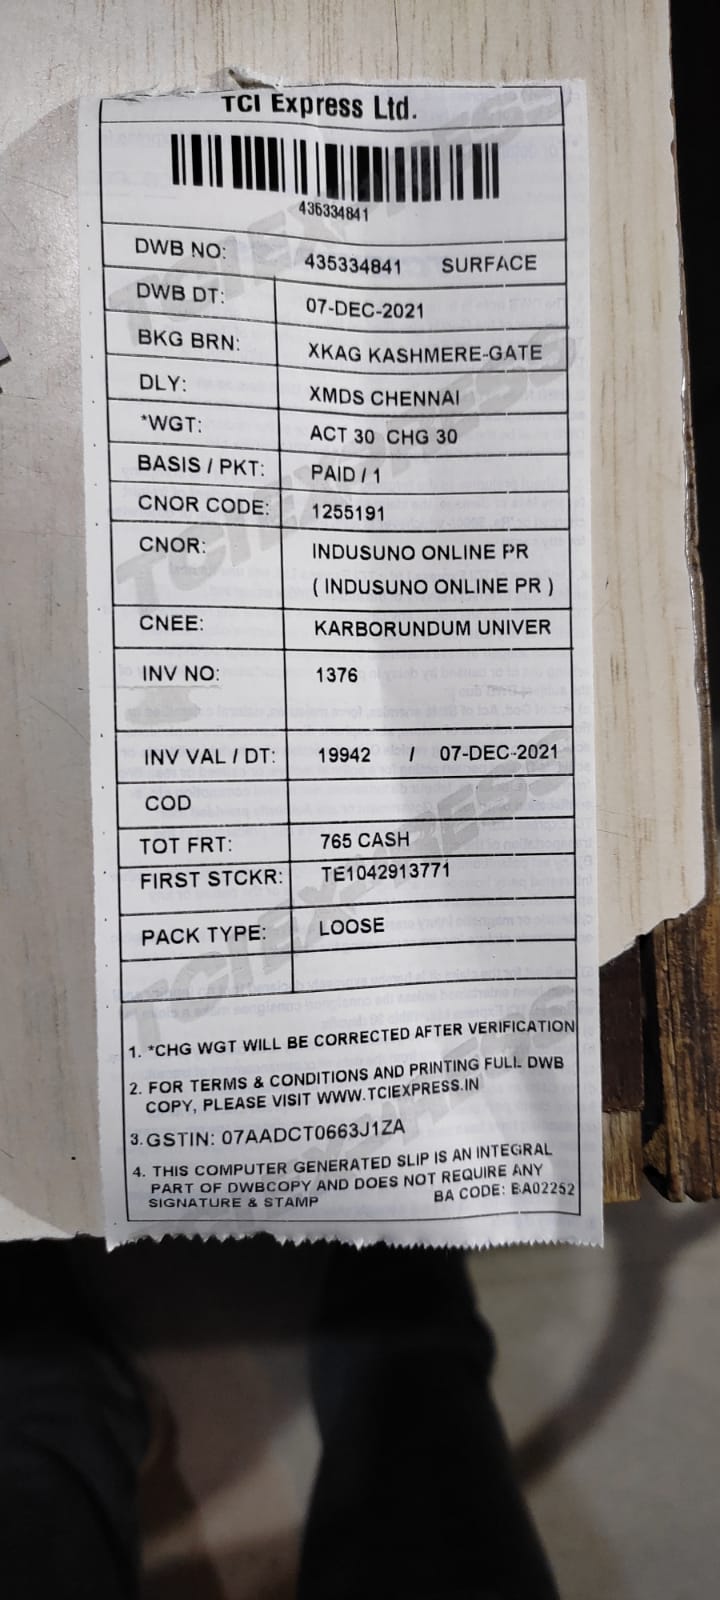 TCI Express Ltd.
435334841
DWB NO: 435334841 SURFACE
DWB DT: 07-DEC-2021
BKG BRN: XKAG KASHMERE-GATE
DLY: XMDS CHENNAI
*WGT: ACT 30 CHG 30
BASIS / PKT: PAID / 1
CNOR CODE: 1255191
CNOR: INDUSUNO ONLINE PR
( INDUSUNO ONLINE PR )
CNEE: KARBORUNDUM UNIVER
INV NO: 1376
INV VAL / DT: 19942 / 07-DEC-2021
COD
TOT FRT: 765 CASH
FIRST STCKR: TE1042913771
PACK TYPE: LOOSE
1. *CHG WGT WILL BE CORRECTED AFTER VERIFICATION
2. FOR TERMS & CONDITIONS AND PRINTING FULL DWB
COPY, PLEASE VISIT WWW.TCIEXPRESS.IN
3. GSTIN: 07AADCT0663J1ZA
4. THIS COMPUTER GENERATED SLIP IS AN INTEGRAL
PART OF DWBCOPY AND DOES NOT REQUIRE ANY
SIGNATURE & STAMP BA CODE: BA02252